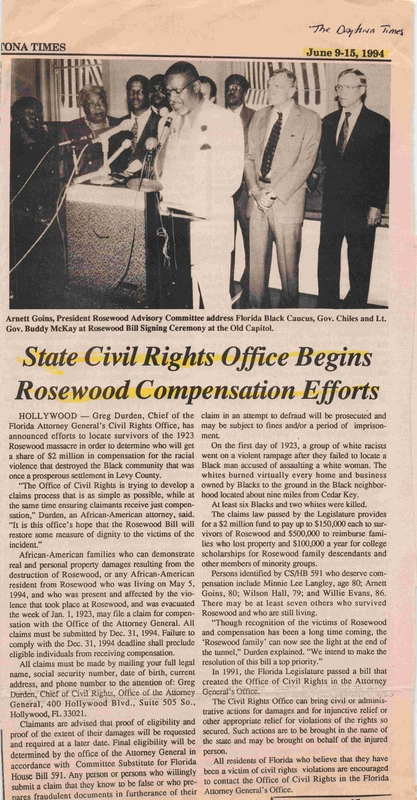 The Daytona Times
TONA TIMES
June 9-15, 1994
Arnett Goins, President Rosewood Advisory Committee address Florida Black Caucus, Gov. Chiles and Lt.
Gov. Buddy McKay at Rosewood Bill Signing Ceremony at the Old Capitol.
State Civil Rights Office Begins
Rosewood Compensation Efforts
HOLLYWOOD — Greg Durden, Chief of the
Florida Attorney General's Civil Rights Office, has
announced efforts to locate survivors of the 1923
Rosewood massacre in order to determine who will get
a share of $2 million in compensation for the racial
violence that destroyed the Black community that was
once a prosperous settlement in Levy County.
"The Office of Civil Rights is trying to develop a
claims process that is as simple as possible, while at
the same time ensuring claimants receive just compen-
sation," Durden, an African-American attorney, said.
"It is this office's hope that the Rosewood Bill will
restore some measure of dignity to the victims of the
incident."
African-American families who can demonstrate
real and personal property damages resulting from the
destruction of Rosewood, or any African-American
resident from Rosewood who was living on May 5,
1994, and who was present and affected by the vio-
lence that took place at Rosewood, and was evacuated
the week of Jan. 1, 1923, may file a claim for compen-
sation with the Office of the Attorney General. All
claims must be submitted by Dec. 31, 1994. Failure to
comply with the Dec. 31, 1994 deadline shall preclude
eligible individuals from receiving compensation.
All claims must be made by mailing your full legal
name, social security number, date of birth, current
address, and phone number to the attention of: Greg
Durden, Chief of Civil Rights, Office of the Attorney
General, 400 Hollywood Blvd., Suite 505 So.,
Hollywood, FL 33021.
Claimants are advised that proof of eligibility and
proof of the extent of their damages will be requested
and required at a later date. Final eligibility will be
determined by the office of the Attorney General in
accordance with Committee Substitute for Florida
House Bill 591. Any person or persons who willingly
submit a claim that they know to be false or who pre-
pares fraudulent documents in furtherance of their
claim in an attempt to defraud will be prosecuted and
may be subject to fines and/or a period of imprison-
ment.
On the first day of 1923, a group of white racists
went on a violent rampage after they failed to locate a
Black man accused of assaulting a white woman. The
whites burned virtually every home and business
owned by Blacks to the ground in the Black neighbor-
hood located about nine miles from Cedar Key.
At least six Blacks and two whites were killed.
The claims law passed by the Legislature provides
for a $2 million fund to pay up to $150,000 each to sur-
vivors of Rosewood and $500,000 to reimburse fami-
lies who lost property and $100,000 a year for college
scholarships for Rosewood family descendants and
other members of minority groups.
Persons identified by CS/HB 591 who deserve com-
pensation include Minnie Lee Langley, age 80; Arnett
Goins, 80; Wilson Hall, 79; and Willie Evans, 86.
There may be at least seven others who survived
Rosewood and who are still living.
"Though recognition of the victims of Rosewood
and compensation has been a long time coming, the
'Rosewood family' can now see the light at the end of
the tunnel," Durden explained. "We intend to make the
resolution of this bill a top priority."
In 1991, the Florida Legislature passed a bill that
created the Office of Civil Rights in the Attorney
General's Office.
The Civil Rights Office can bring civil or adminis-
trative actions for damages and for injunctive relief or
other appropriate relief for violations of the rights so
secured. Such actions are to be brought in the name of
the state and may be brought on behalf of the injured
person.
All residents of Florida who believe that they have
been a victim of civil rights violations are encouraged
to contact the Office of Civil Rights in the Florida
Attorney General's Office.